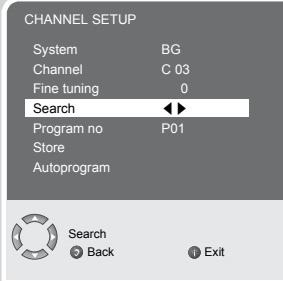 CHANNEL SETUP
System BG
Channel C 03
Fine tuning 0
Search ◀ ▶
Program no P01
Store
Autoprogram
Search
Back Exit